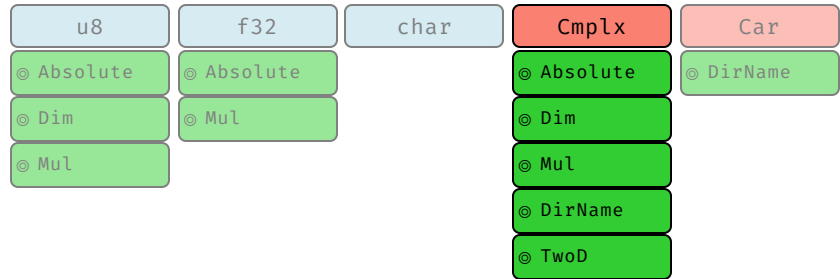 u8 f32 char Cmplx Car
◎ Absolute ◎ Absolute ◎ Absolute ◎ DirName
◎ Dim ◎ Mul ◎ Dim
◎ Mul ◎ Mul
◎ DirName
◎ TwoD